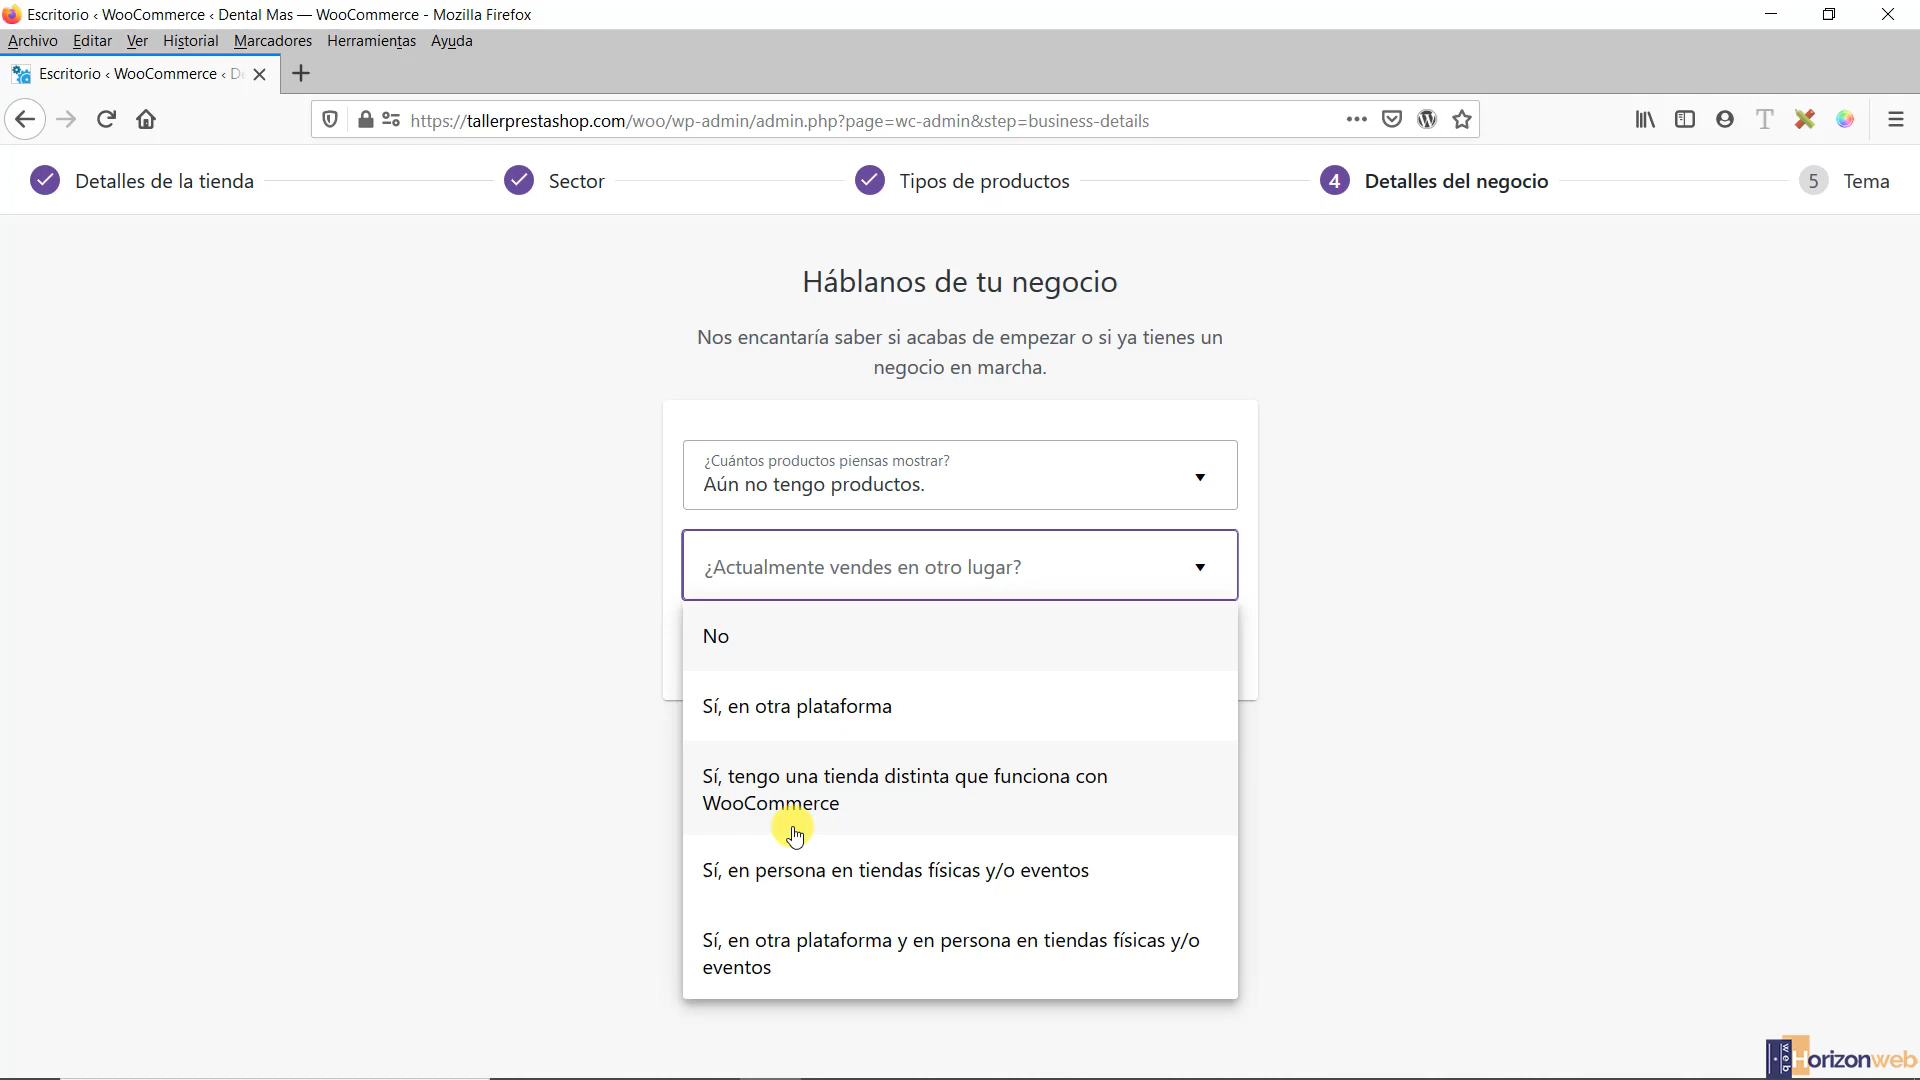 Escritorio ‹ WooCommerce ‹ Dental Mas — WooCommerce - Mozilla Firefox
Archivo Editar Ver Historial Marcadores Herramientas Ayuda
Escritorio ‹ WooCommerce ‹ D
https://tallerprestashop.com/woo/wp-admin/admin.php?page=wc-admin&step=business-details
Detalles de la tienda
Sector
Tipos de productos
4 Detalles del negocio
5 Tema
Háblanos de tu negocio
Nos encantaría saber si acabas de empezar o si ya tienes un
negocio en marcha.
¿Cuántos productos piensas mostrar?
Aún no tengo productos.
¿Actualmente vendes en otro lugar?
No
Sí, en otra plataforma
Sí, tengo una tienda distinta que funciona con
WooCommerce
Sí, en persona en tiendas físicas y/o eventos
Sí, en otra plataforma y en persona en tiendas físicas y/o
eventos
web Horizonweb